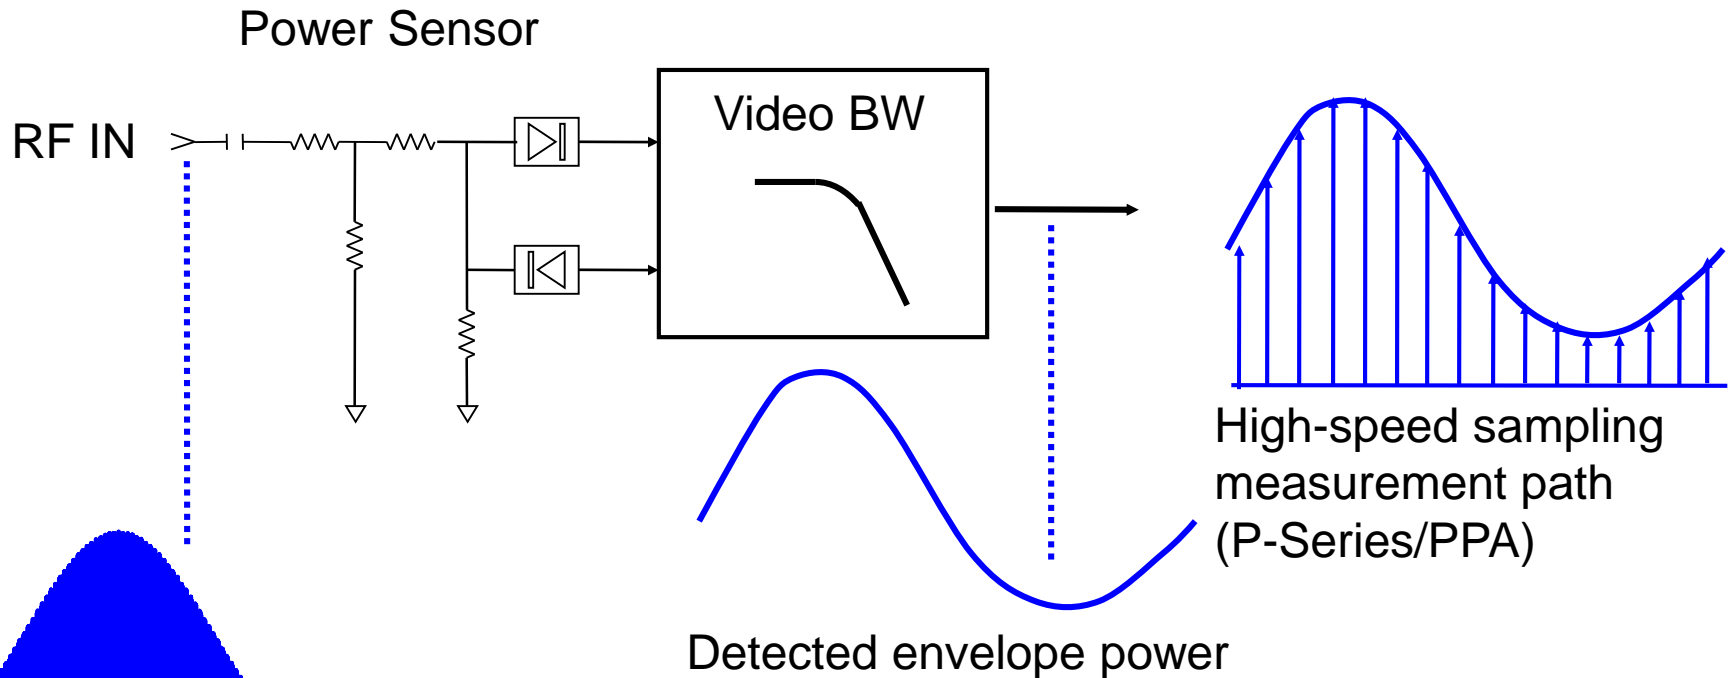 Power Sensor
RF IN
Video BW
High-speed sampling
measurement path
(P-Series/PPA)
Detected envelope power